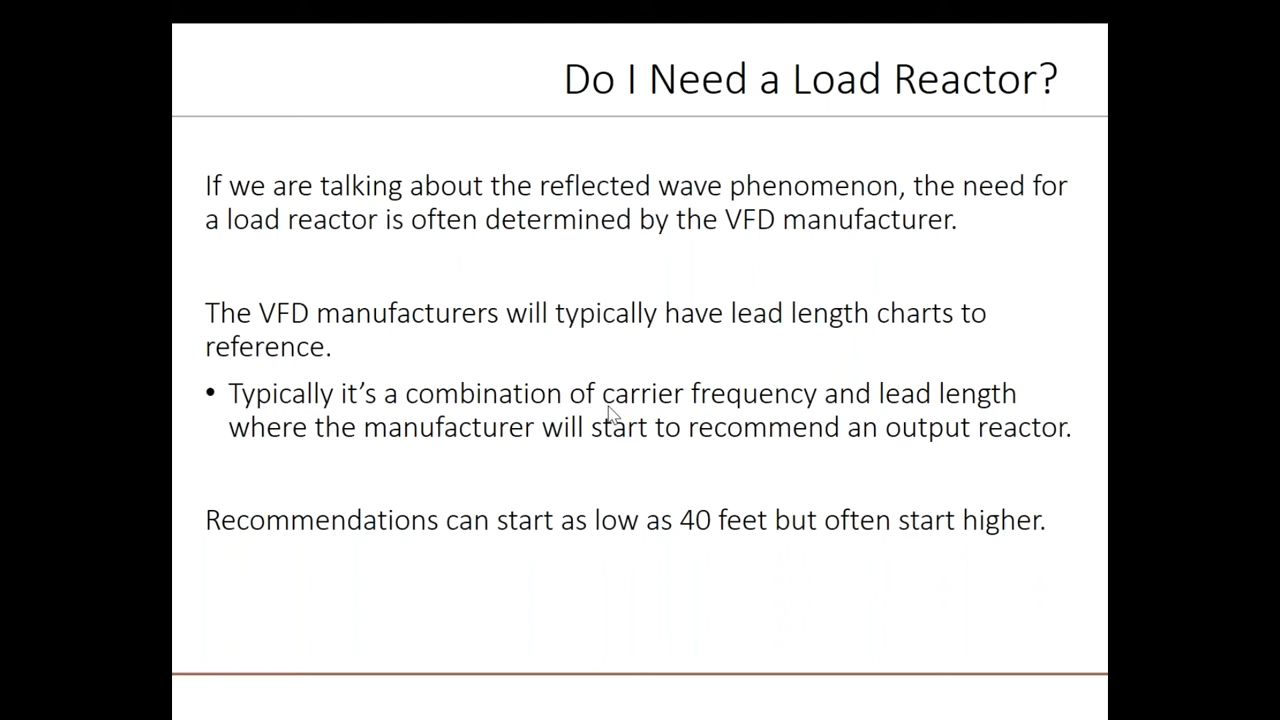 Do I Need a Load Reactor?
If we are talking about the reflected wave phenomenon, the need for
a load reactor is often determined by the VFD manufacturer.
The VFD manufacturers will typically have lead length charts to
reference.
• Typically it’s a combination of carrier frequency and lead length
where the manufacturer will start to recommend an output reactor.
Recommendations can start as low as 40 feet but often start higher.